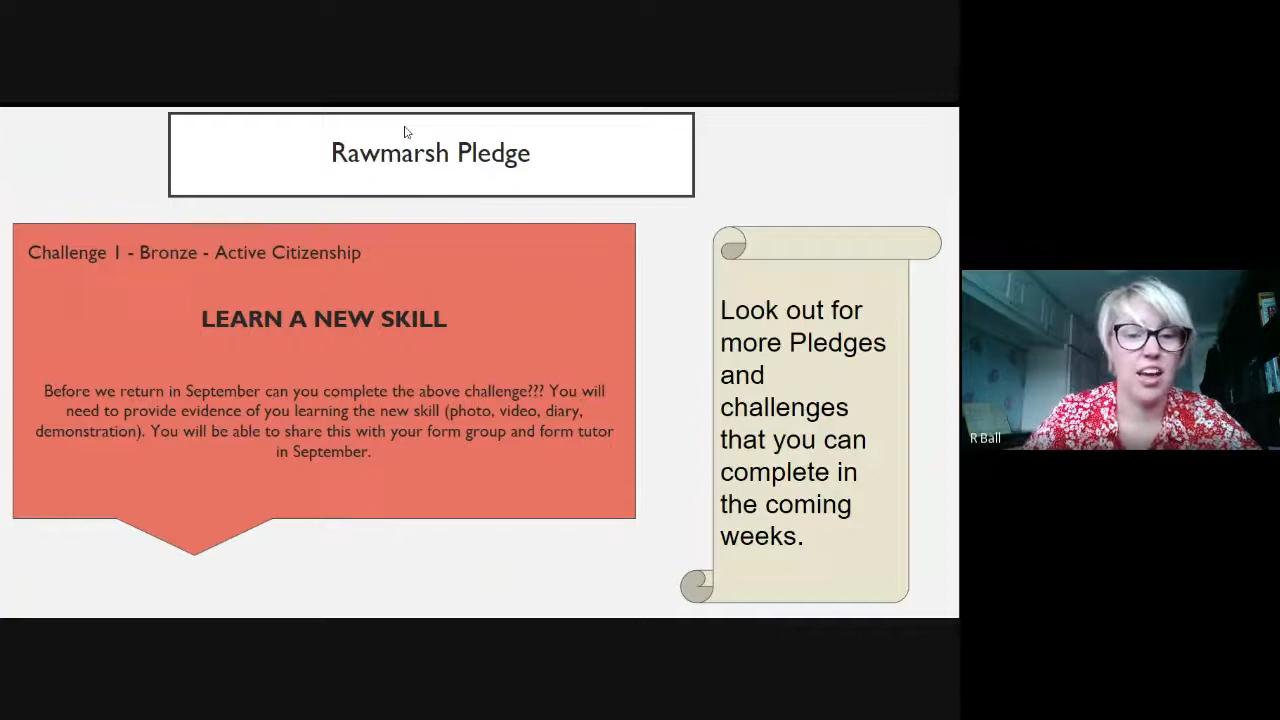 Rawmarsh Pledge
Challenge 1 - Bronze - Active Citizenship
LEARN A NEW SKILL
Before we return in September can you complete the above challenge??? You will
need to provide evidence of you learning the new skill (photo, video, diary,
demonstration). You will be able to share this with your form group and form tutor
in September.
Look out for
more Pledges
and
challenges
that you can
complete in
the coming
weeks.
R Ball